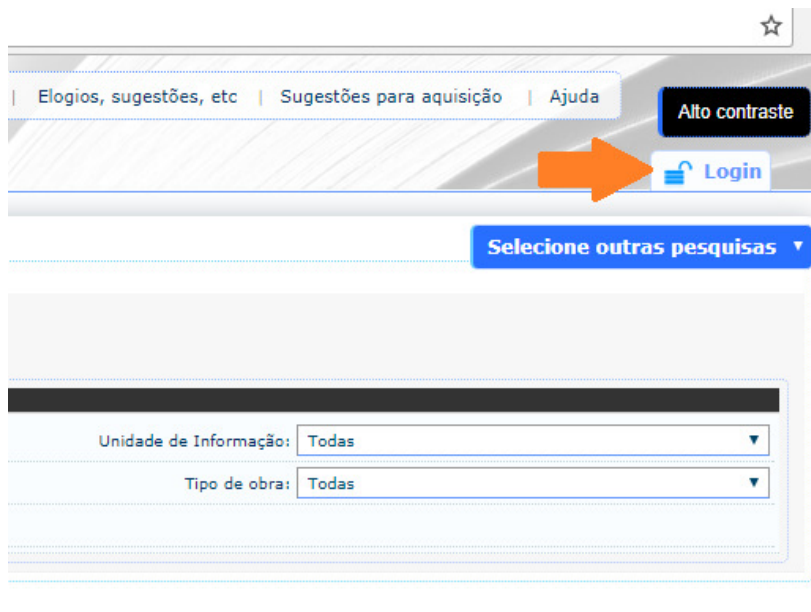 | Elogios, sugestões, etc | Sugestões para aquisição | Ajuda
Alto contraste
Login
Selecione outras pesquisas
Unidade de Informação: Todas
Tipo de obra: Todas